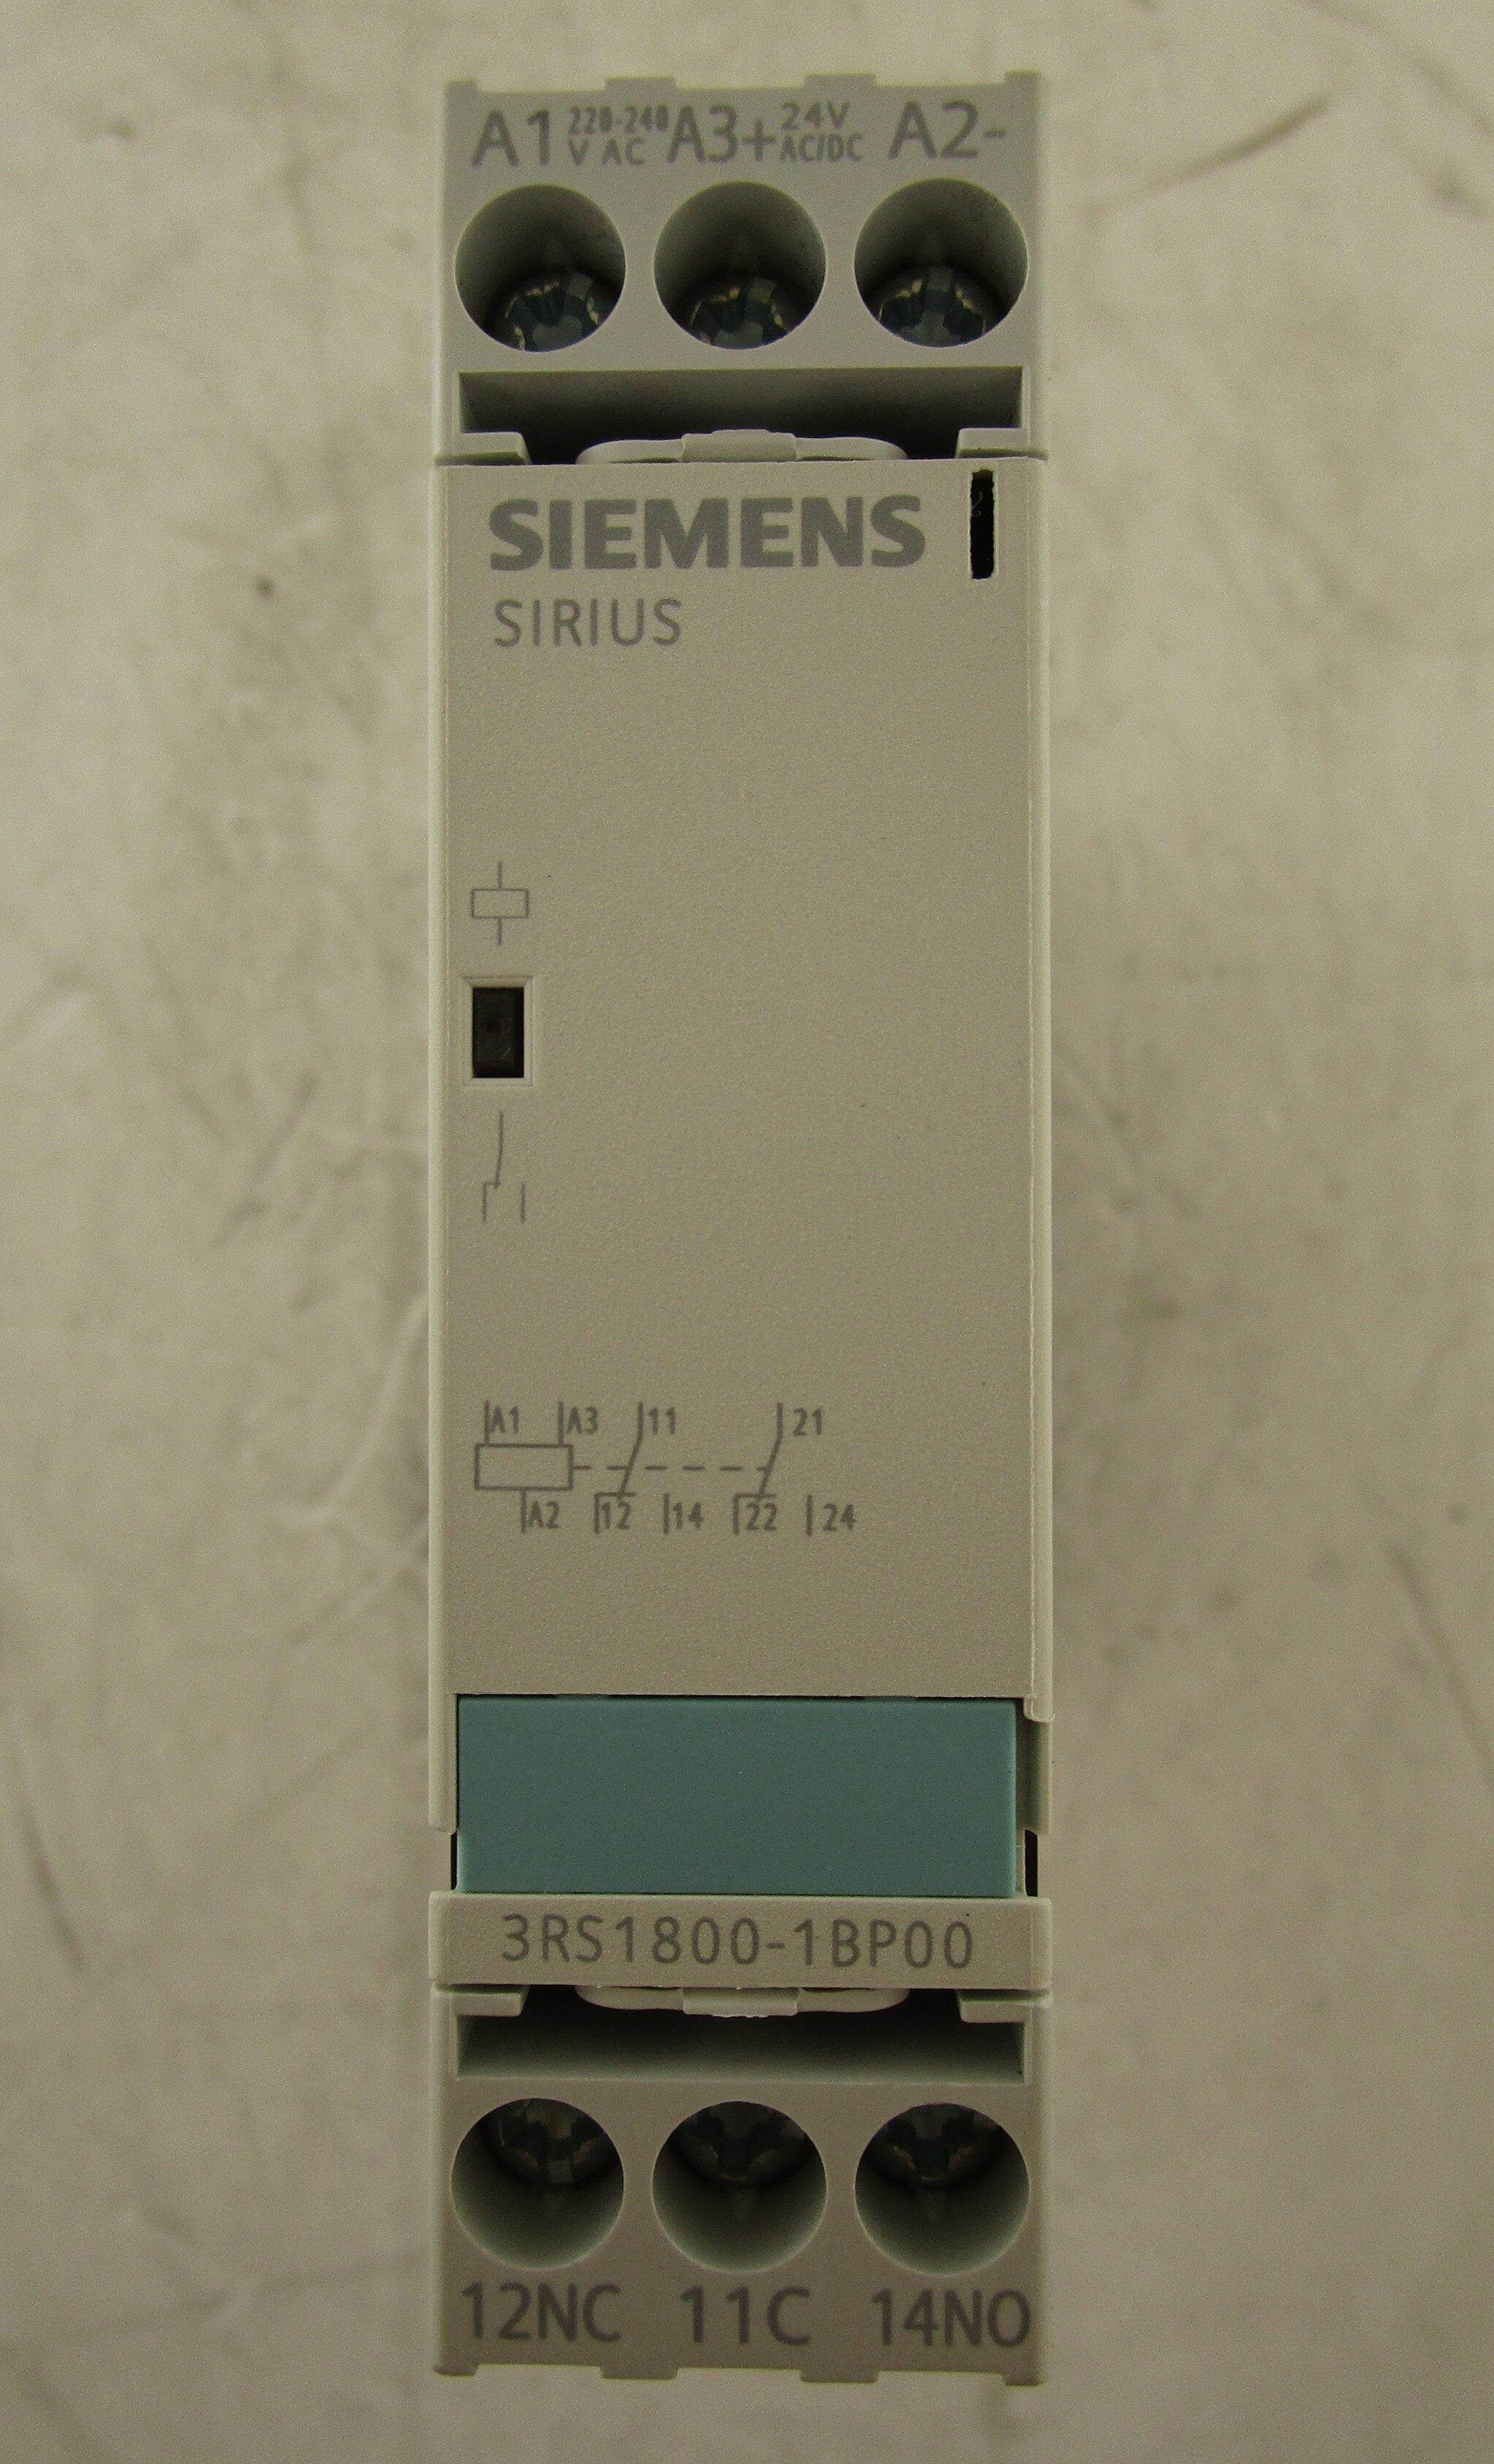 A1 220-240 V AC A3+ 24V AC/DC A2-
SIEMENS
SIRIUS
A1 A3 11 21
A2 12 14 22 24
3RS1800-1BP00
12NC 11C 14NO